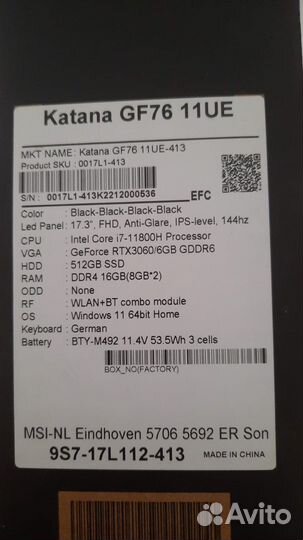 Katana GF76 11UE
MKT NAME: Katana GF76 11UE-413
Product SKU : 0017L1-413
S/N : 0017L1-413K2212000536 EFC
Color : Black-Black-Black-Black
Led Panel : 17.3", FHD, Anti-Glare, IPS-level, 144hz
CPU : Intel Core i7-11800H Processor
VGA : GeForce RTX3060/6GB GDDR6
HDD : 512GB SSD
RAM : DDR4 16GB(8GB*2)
ODD : None
RF : WLAN+BT combo module
OS : Windows 11 64bit Home
Keyboard : German
Battery : BTY-M492 11.4V 53.5Wh 3 cells
BOX_NO(FACTORY)
MSI-NL Eindhoven 5706 5692 ER Son
9S7-17L112-413 MADE IN CHINA
Avito